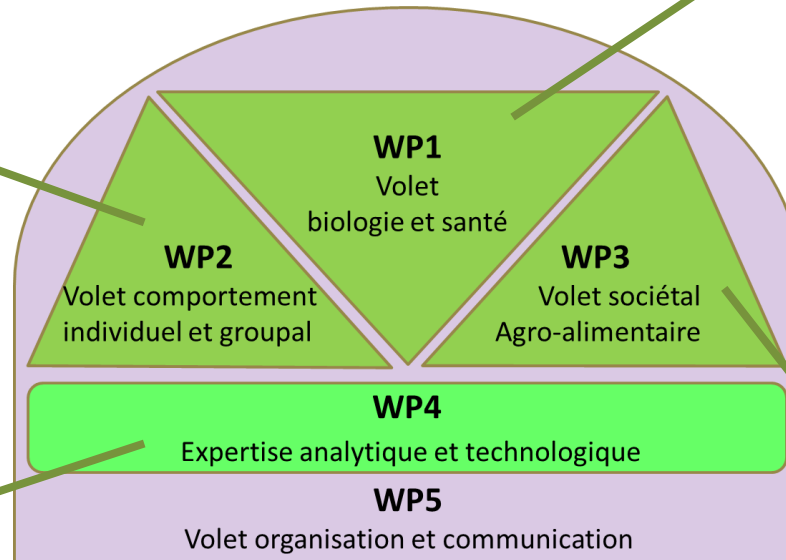 WP1
Volet
biologie et santé
WP2
Volet comportement
individuel et groupal
WP3
Volet sociétal
Agro-alimentaire
WP4
Expertise analytique et technologique
WP5
Volet organisation et communication